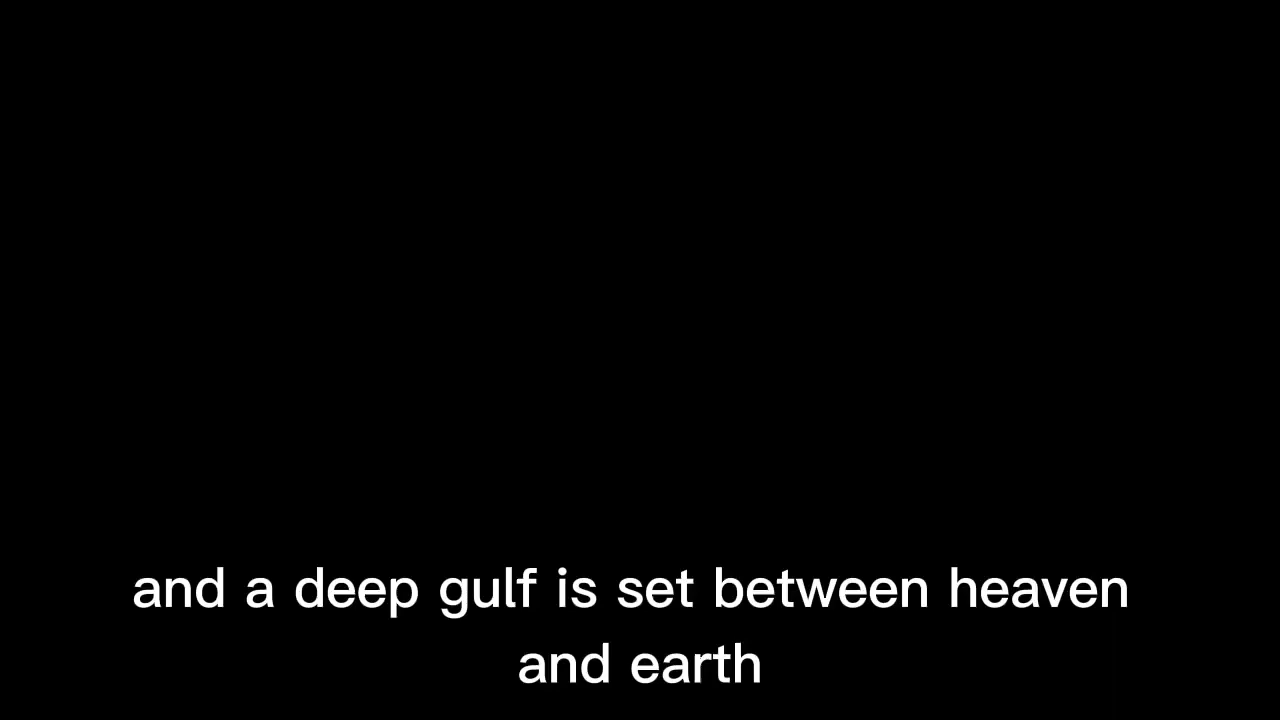 and a deep gulf is set between heaven
and earth